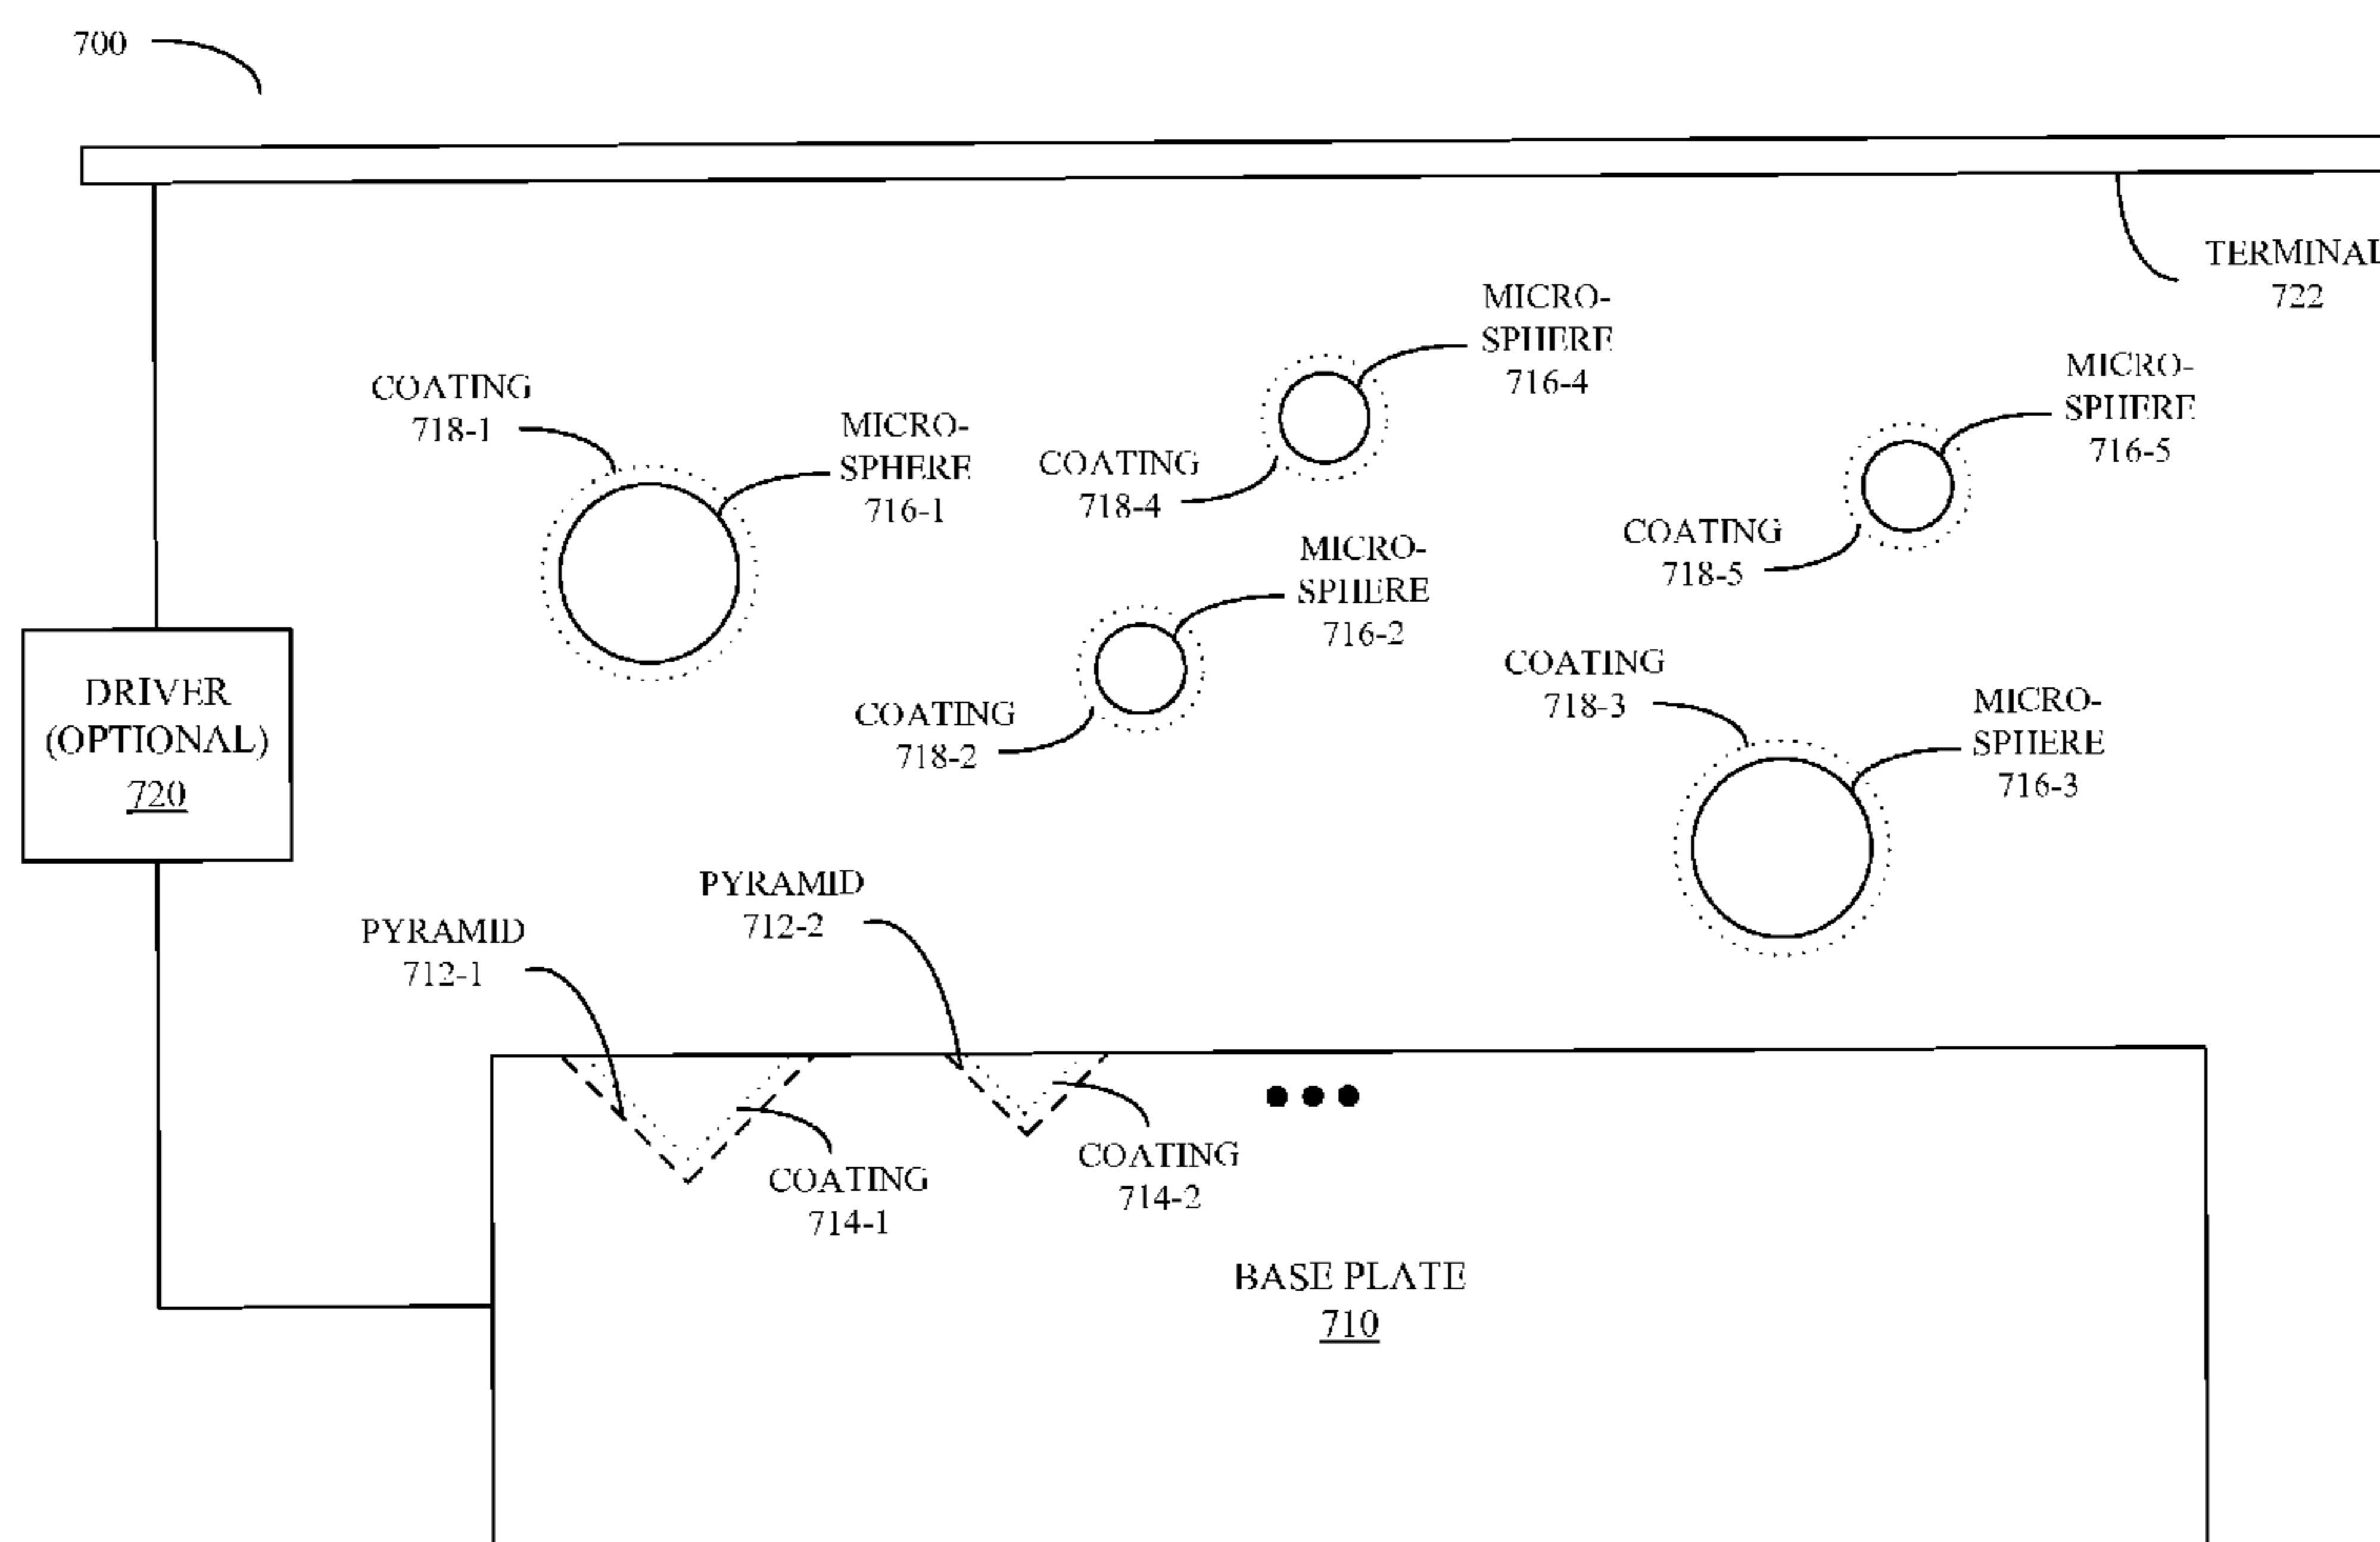 700
TERMINAL
722
MICRO-
SPHERE
716-4
MICRO-
SPHERE
716-5
COATING
718-1
MICRO-
SPHERE
716-1
COATING
718-4
COATING
718-5
MICRO-
SPHERE
716-2
COATING
718-2
COATING
718-3
MICRO-
SPHERE
716-3
DRIVER
(OPTIONAL)
720
PYRAMID
712-1
PYRAMID
712-2
COATING
714-1
COATING
714-2
BASE PLATE
710